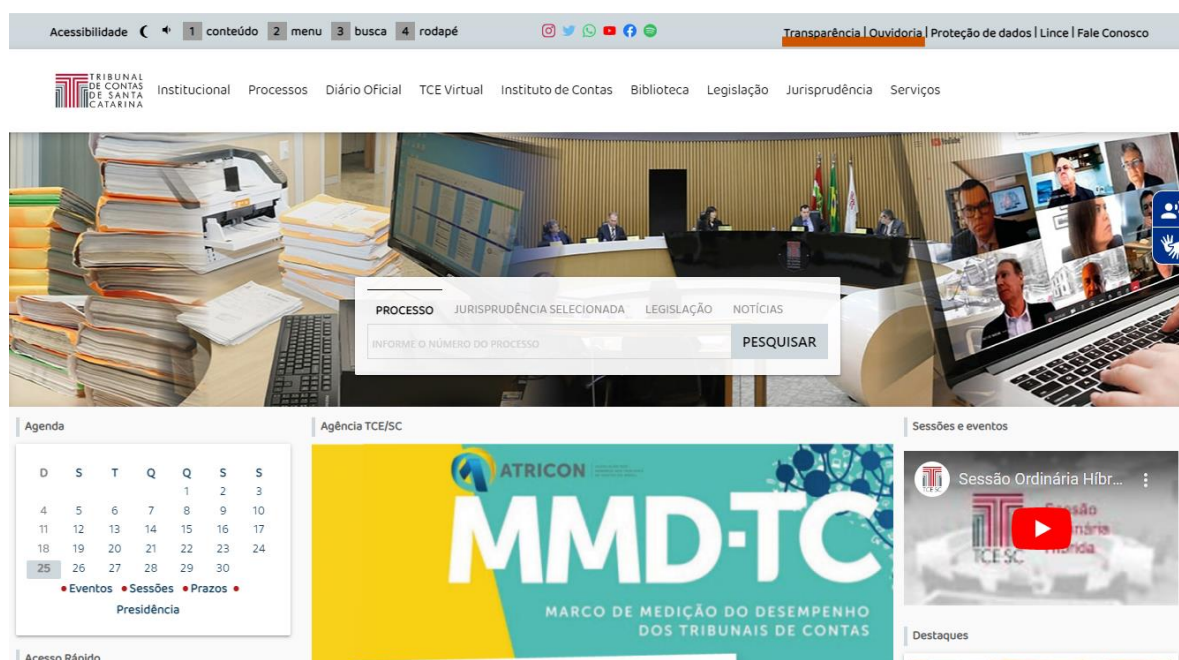 Acessibilidade 1 conteúdo 2 menu 3 busca 4 rodapé
Transparência | Ouvidoria | Proteção de dados | Lince | Fale Conosco
TRIBUNAL
DE CONTAS
DE SANTA
CATARINA
Institucional Processos Diário Oficial TCE Virtual Instituto de Contas Biblioteca Legislação Jurisprudência Serviços
YouTube
PROCESSO JURISPRUDÊNCIA SELECIONADA LEGISLAÇÃO NOTÍCIAS
INFORME O NÚMERO DO PROCESSO PESQUISAR
Agenda
D S T Q Q S S
1 2 3
4 5 6 7 8 9 10
11 12 13 14 15 16 17
18 19 20 21 22 23 24
25 26 27 28 29 30
• Eventos • Sessões • Prazos •
Presidência
Acesso Rápido
Agência TCE/SC
ATRICON
MMD-TC
MARCO DE MEDIÇÃO DO DESEMPENHO
DOS TRIBUNAIS DE CONTAS
Sessões e eventos
TCE SC
Sessão Ordinária Híbr...
Sessão
Híbrida
TCE SC
Destaques